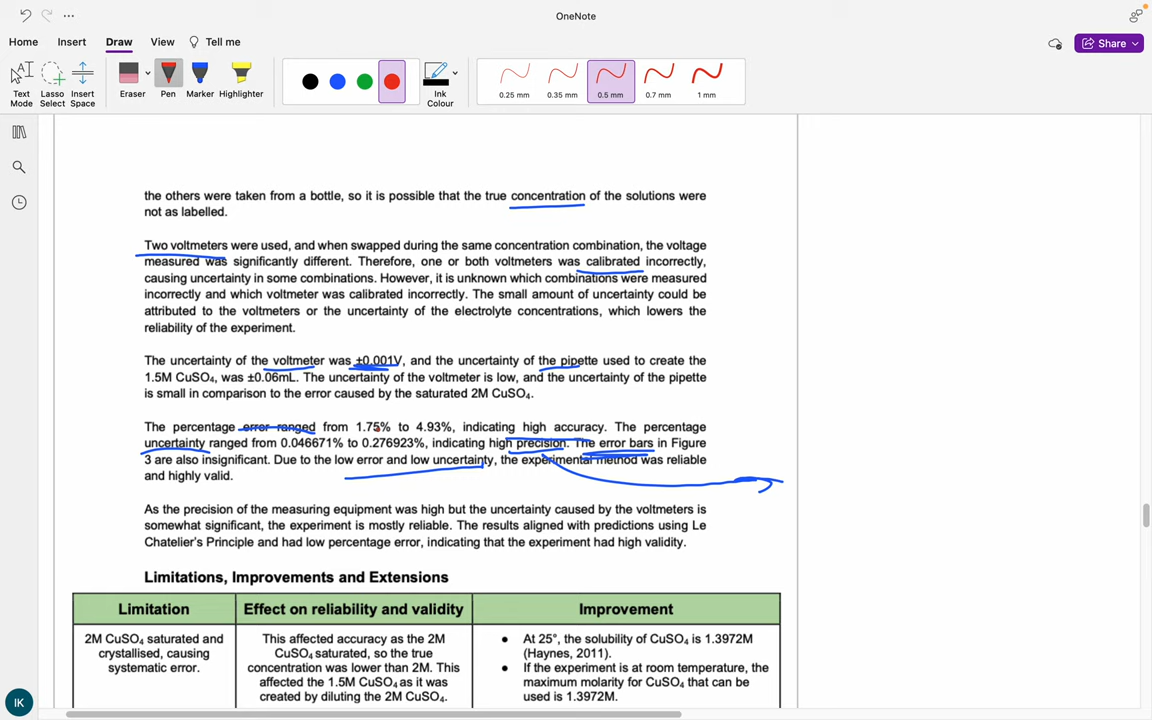 OneNote
Home Insert Draw View Tell me
Share
Text Mode
Lasso Select
Insert Space
Eraser
Pen
Marker
Highlighter
Ink Colour
0.25 mm
0.35 mm
0.5 mm
0.7 mm
1 mm
the others were taken from a bottle, so it is possible that the true concentration of the solutions were
not as labelled.
Two voltmeters were used, and when swapped during the same concentration combination, the voltage
measured was significantly different. Therefore, one or both voltmeters was calibrated incorrectly,
causing uncertainty in some combinations. However, it is unknown which combinations were measured
incorrectly and which voltmeter was calibrated incorrectly. The small amount of uncertainty could be
attributed to the voltmeters or the uncertainty of the electrolyte concentrations, which lowers the
reliability of the experiment.
The uncertainty of the voltmeter was ±0.001V, and the uncertainty of the pipette used to create the
1.5M CuSO₄, was ±0.06mL. The uncertainty of the voltmeter is low, and the uncertainty of the pipette
is small in comparison to the error caused by the saturated 2M CuSO₄.
The percentage error ranged from 1.75% to 4.93%, indicating high accuracy. The percentage
uncertainty ranged from 0.046671% to 0.276923%, indicating high precision. The error bars in Figure
3 are also insignificant. Due to the low error and low uncertainty, the experimental method was reliable
and highly valid.
As the precision of the measuring equipment was high but the uncertainty caused by the voltmeters is
somewhat significant, the experiment is mostly reliable. The results aligned with predictions using Le
Chatelier's Principle and had low percentage error, indicating that the experiment had high validity.
Limitations, Improvements and Extensions
Limitation
Effect on reliability and validity
Improvement
2M CuSO₄ saturated and
crystallised, causing
systematic error.
This affected accuracy as the 2M
CuSO₄ saturated, so the true
concentration was lower than 2M. This
affected the 1.5M CuSO₄ as it was
created by diluting the 2M CuSO₄.
• At 25°, the solubility of CuSO₄ is 1.3972M
(Haynes, 2011).
• If the experiment is at room temperature, the
maximum molarity for CuSO₄ that can be
used is 1.3972M.
IK